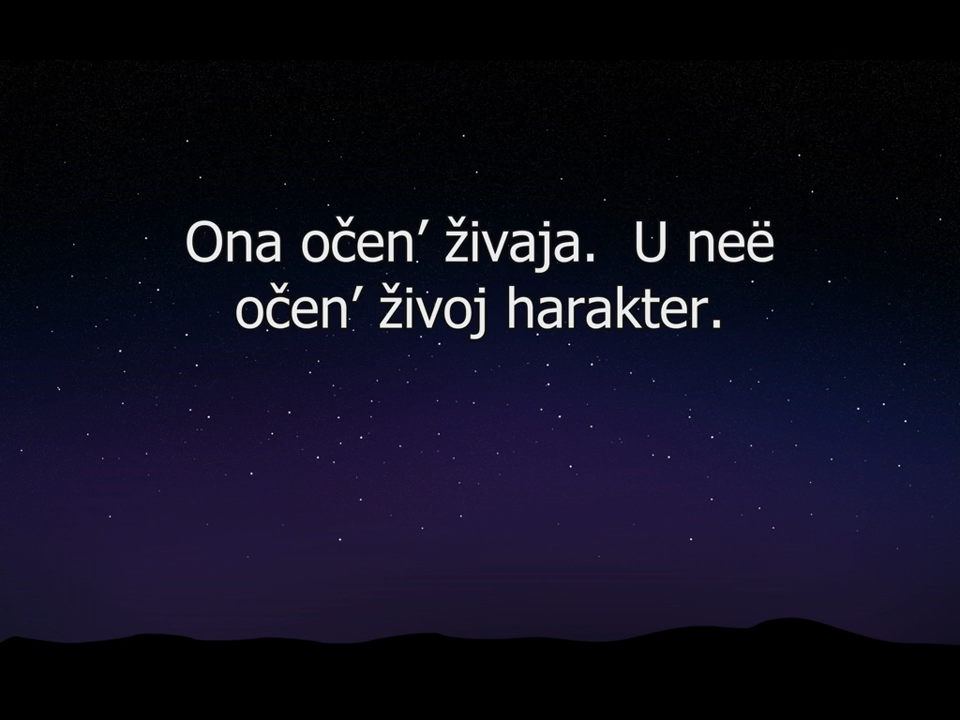 Ona očen’ živaja.  U neë
očen’ živoj harakter.